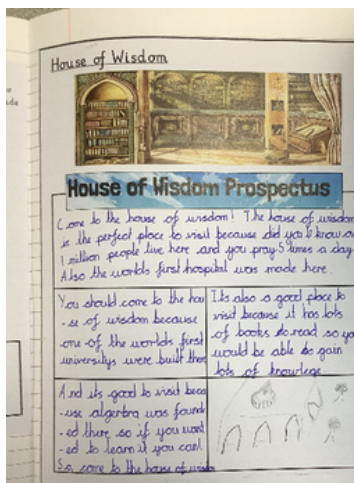 House of Wisdom
House of Wisdom Prospectus
Come to the house of wisdom! The house of wisdom
is the perfect place to visit because did you know ov
1 million people live here and you pray 5 times a day.
Also the worlds first hospital was made here.
You should come to the hou
-se of wisdom because
one of the worlds first
universitys were built there
Its also a good place to
visit because it has lots
of books to read so you
would be able to gain
lots of knowlege
And its good to visit beca
-use algerbra was found
-ed there so if you want
-ed to learn it you can!
So, come to the house of wisdom